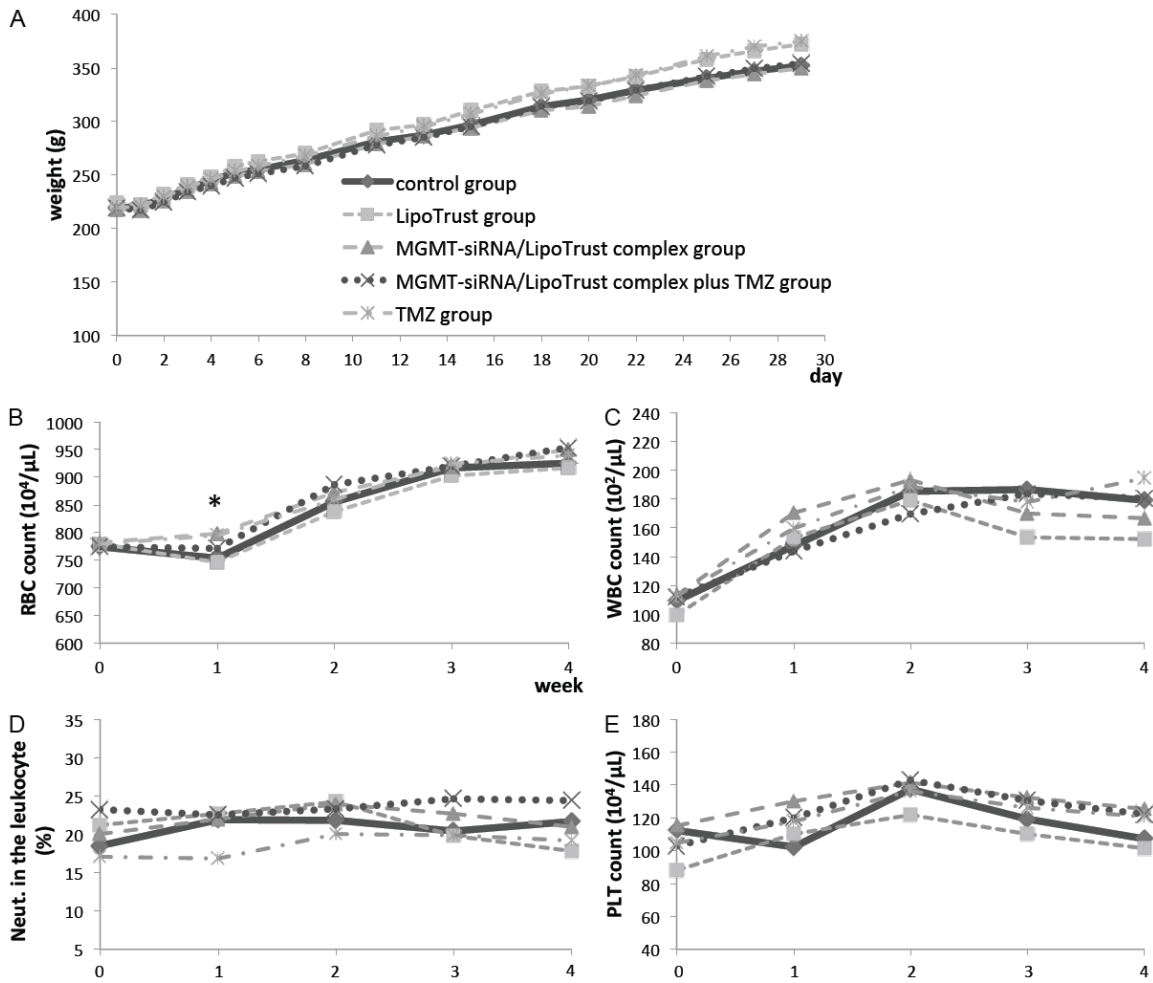 A
weight (g)
400
350
300
250
200
150
100
control group
LipoTrust group
MGMT-siRNA/LipoTrust complex group
MGMT-siRNA/LipoTrust complex plus TMZ group
TMZ group
0 2 4 6 8 10 11 13 14 16 18 20 22 24 26 28 30
day
B
RBC count (10⁴/µL)
1000
950
900
850
800
750
700
650
600
*
0 1 2 3 4
week
C
WBC count (10²/µL)
240
220
200
180
160
140
120
100
80
0 1 2 3 4
D
Neut. in the leukocyte
(%)
35
30
25
20
15
10
5
0 1 2 3 4
E
PLT count (10⁴/µL)
180
160
140
120
100
80
60
40
0 1 2 3 4